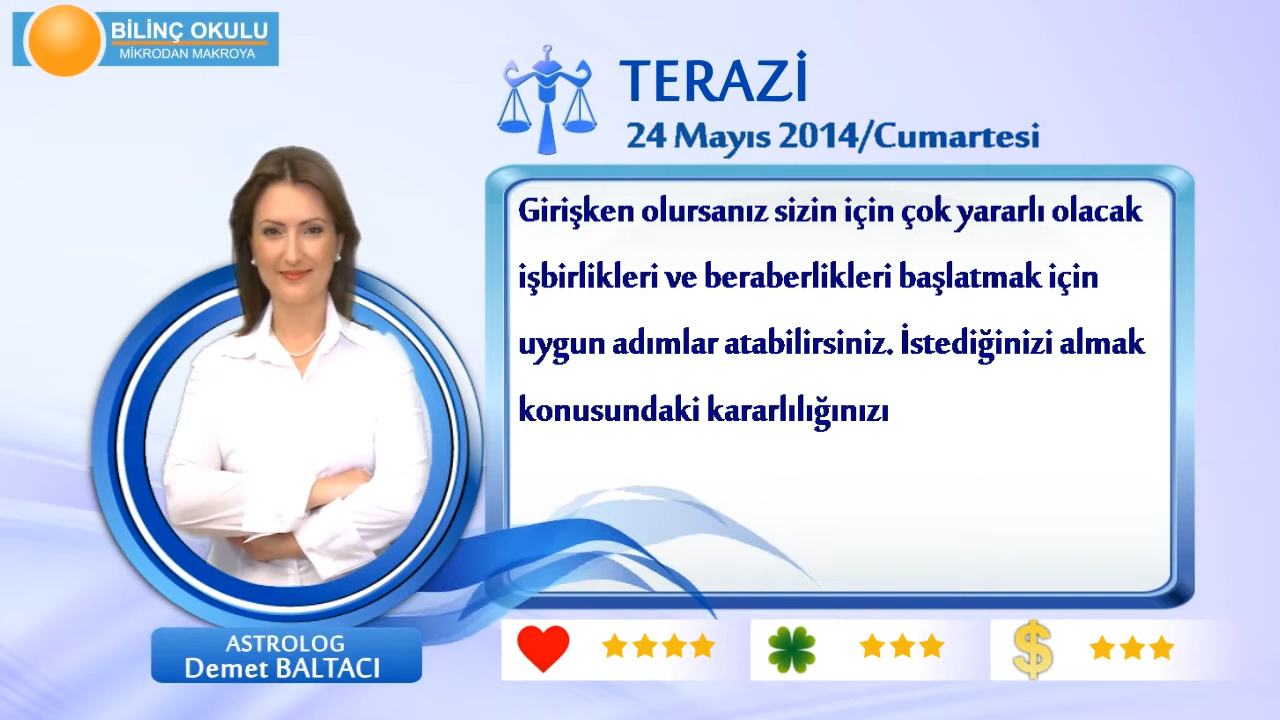 BİLİNÇ OKULU
MİKRODAN MAKROYA
TERAZİ
24 Mayıs 2014/Cumartesi
Girişken olursanız sizin için çok yararlı olacak
işbirlikleri ve beraberlikleri başlatmak için
uygun adımlar atabilirsiniz. İstediğinizi almak
konusundaki kararlılığınızı
ASTROLOG
Demet BALTACI